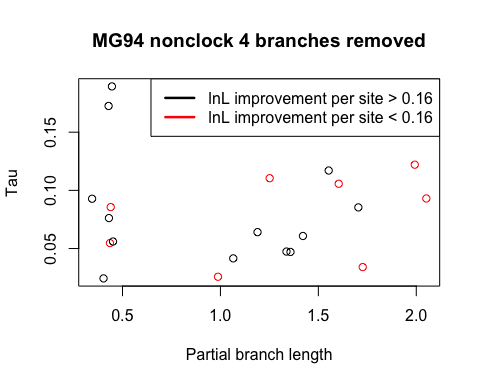 MG94 nonclock 4 branches removed
lnL improvement per site > 0.16
lnL improvement per site < 0.16
Tau
0.15
0.10
0.05
0.5 1.0 1.5 2.0
Partial branch length